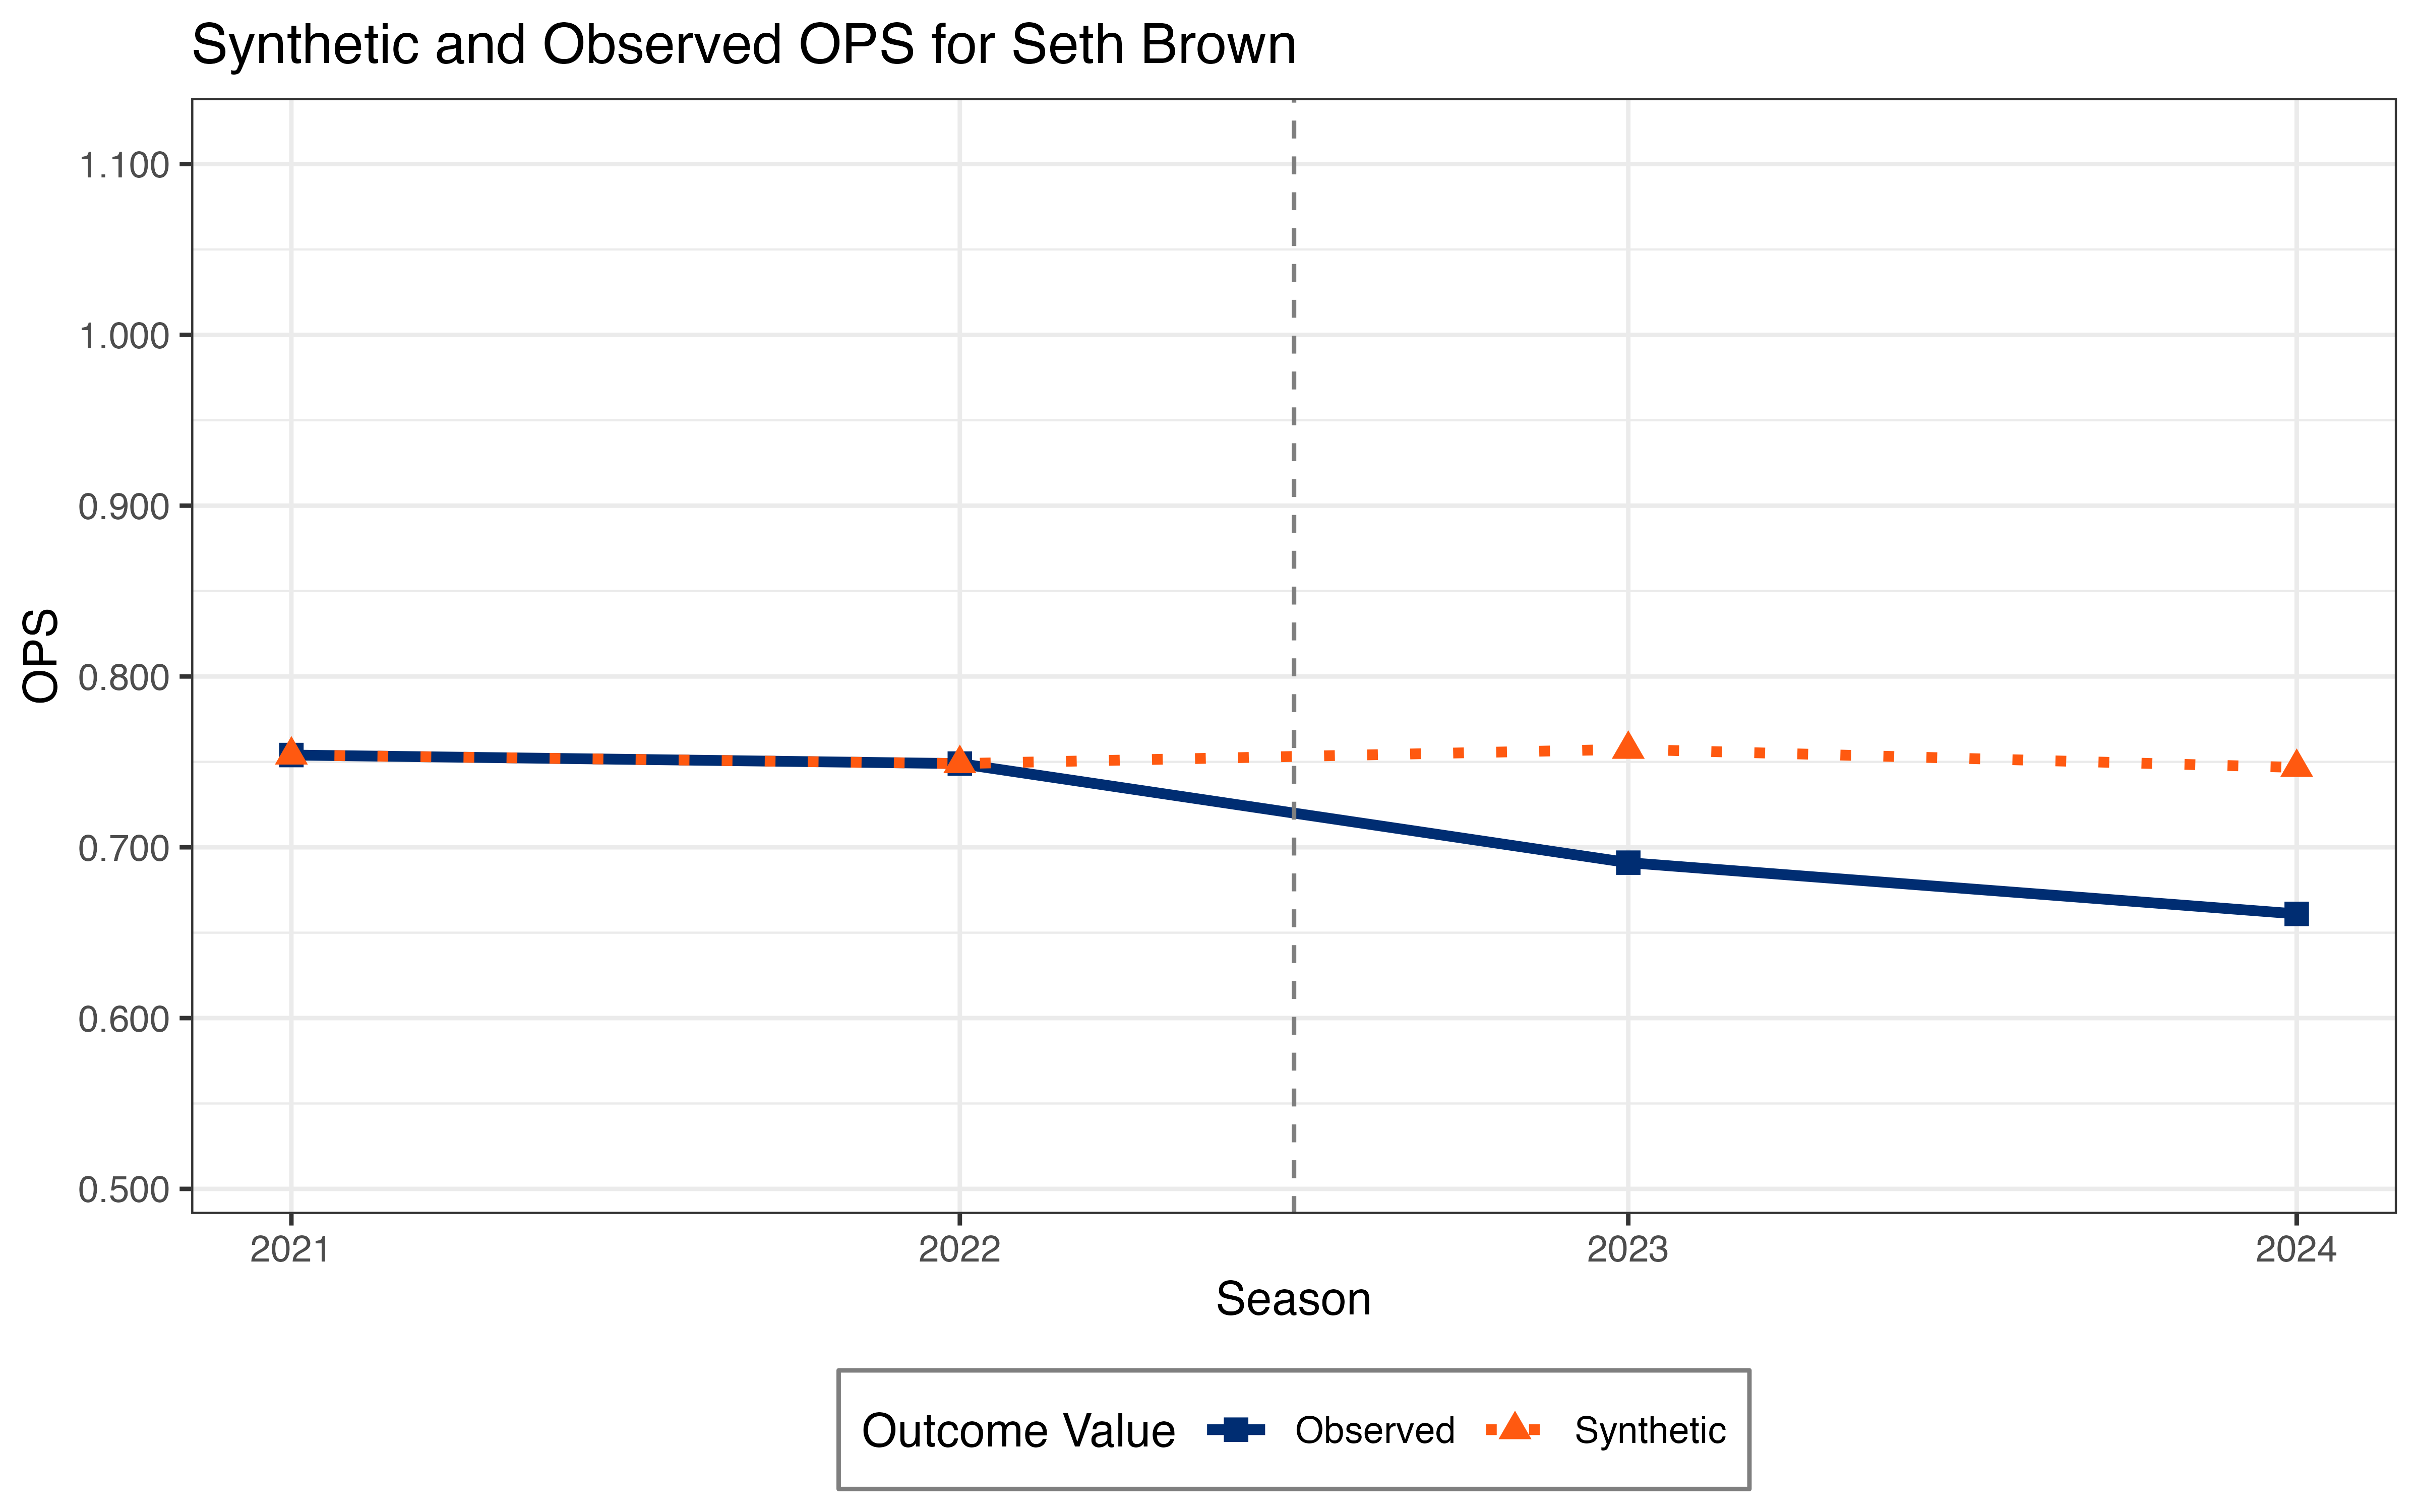 Synthetic and Observed OPS for Seth Brown
1.100
1.000
0.900
0.800
0.700
0.600
0.500
OPS
2021 2022 2023 2024
Season
Outcome Value Observed Synthetic